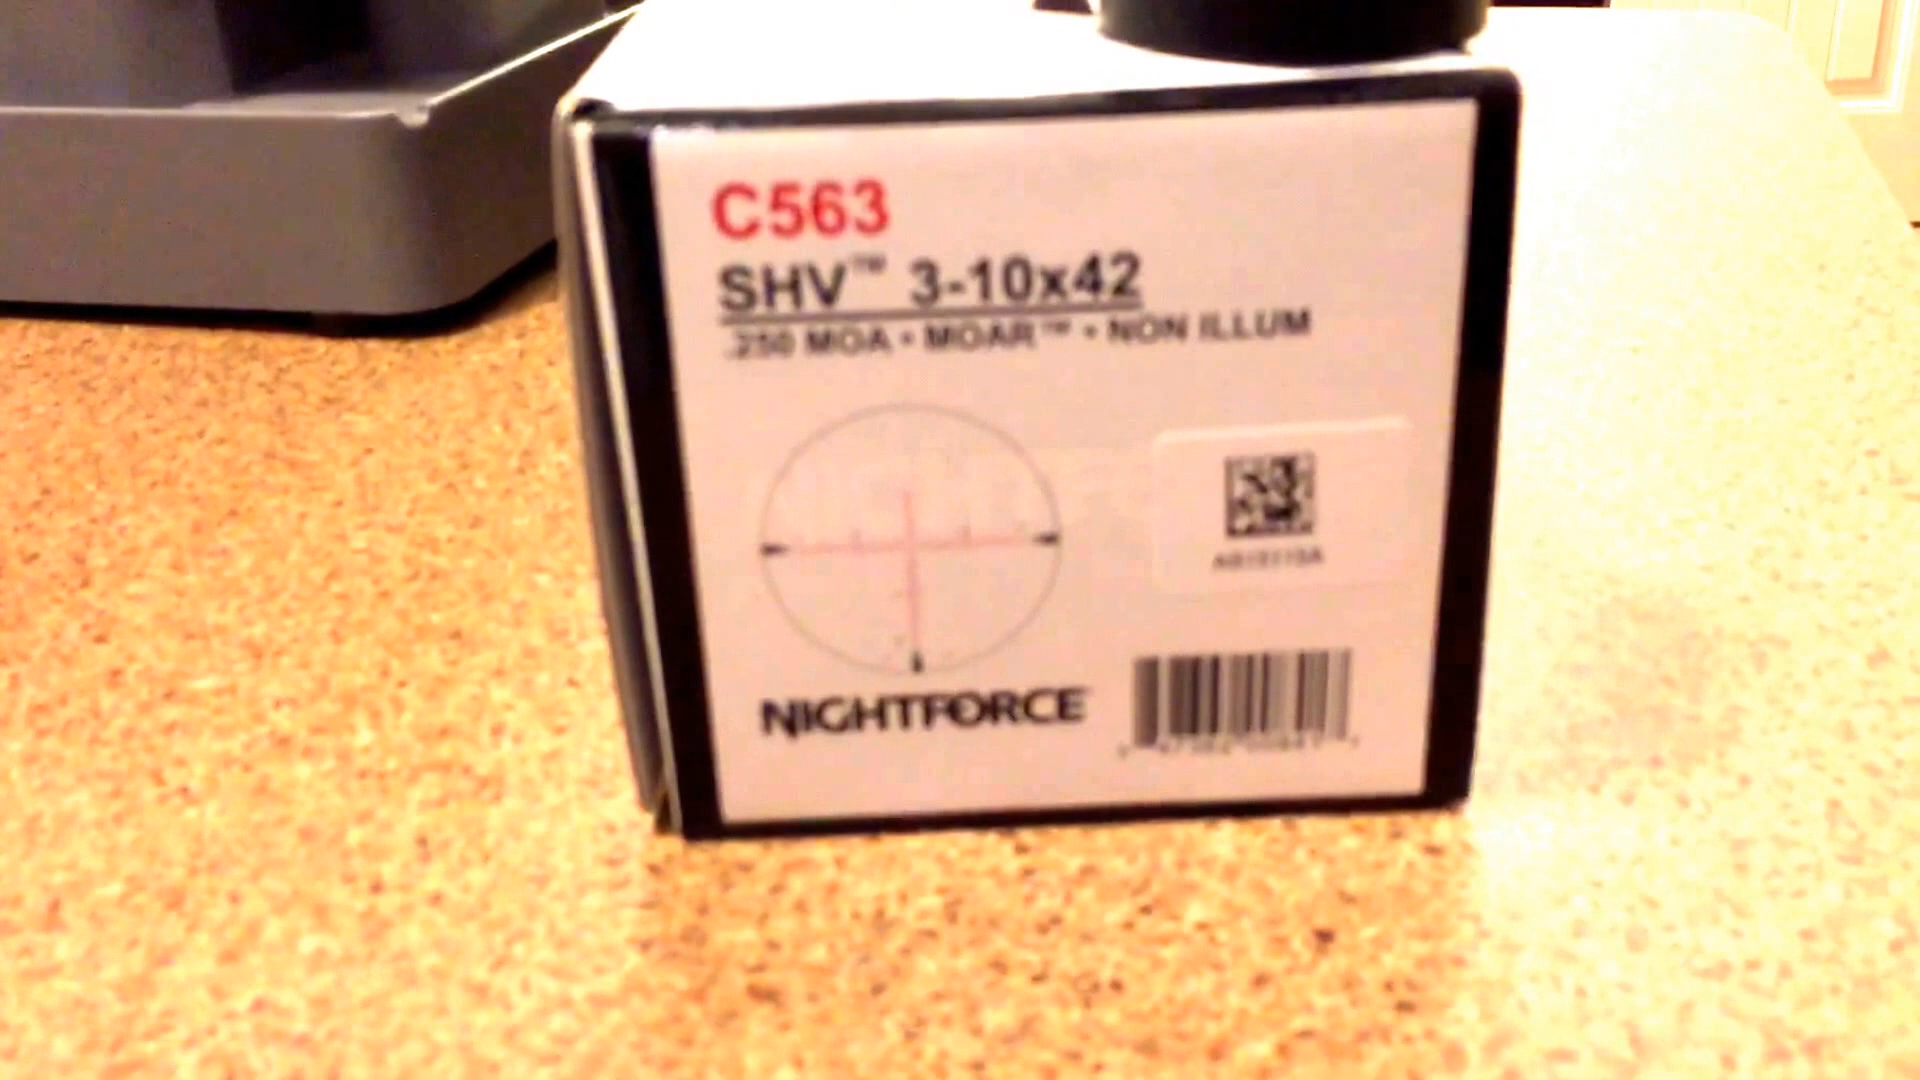 C563
SHV™ 3-10x42
.250 MOA • MOAR™ • NON ILLUM
NIGHTFORCE